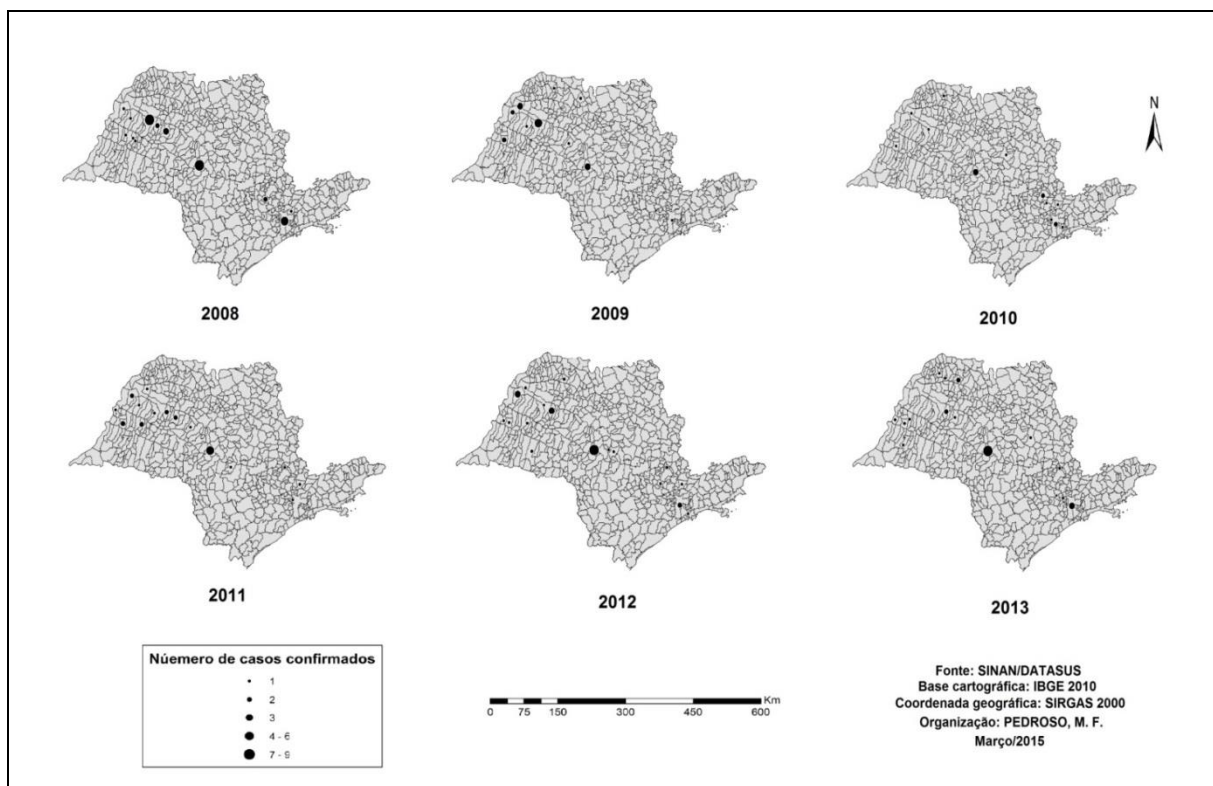 N
2008
2009
2010
2011
2012
2013
Núemero de casos confirmados
1
2
3
4 - 6
7 - 9
Km
0 75 150 300 450 600
Fonte: SINAN/DATASUS
Base cartográfica: IBGE 2010
Coordenada geográfica: SIRGAS 2000
Organização: PEDROSO, M. F.
Março/2015